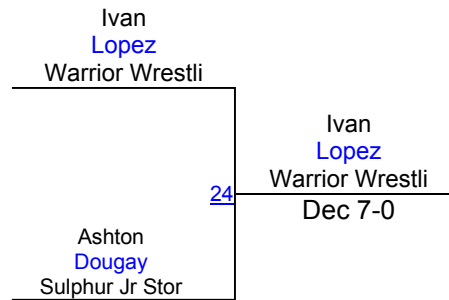 Ivan
Lopez
Warrior Wrestli
Ivan
Lopez
Warrior Wrestli
24
Dec 7-0
Ashton
Dougay
Sulphur Jr Stor